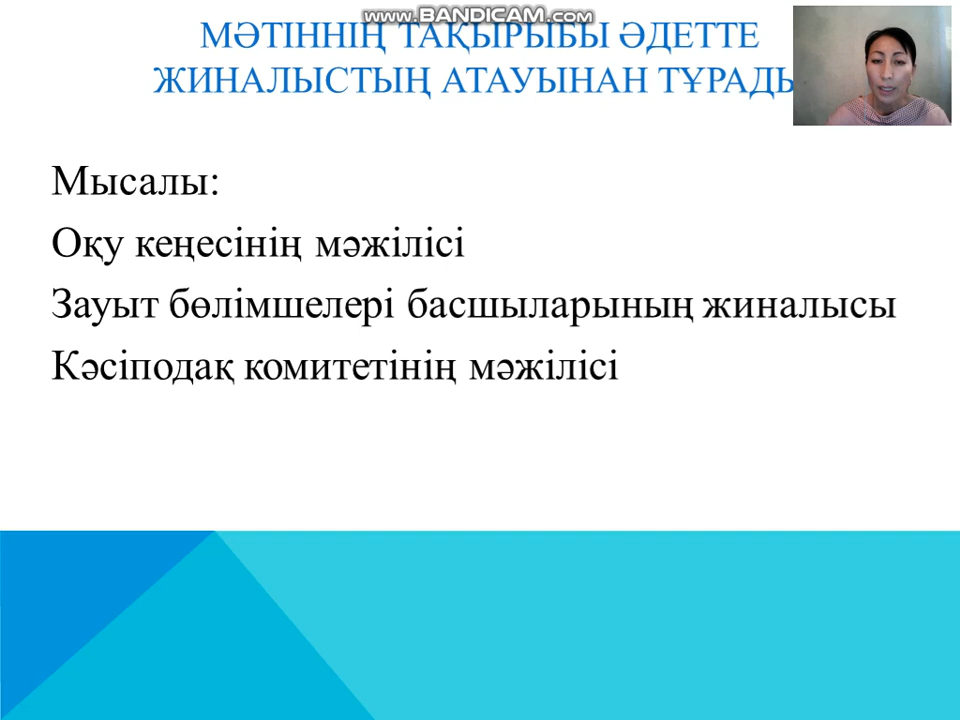 www.BANDICAM.com
МӘТІННІҢ ТАҚЫРЫБЫ ӘДЕТТЕ
ЖИНАЛЫСТЫҢ АТАУЫНАН ТҰРАДЫ
Мысалы:
Оқу кеңесінің мәжілісі
Зауыт бөлімшелері басшыларының жиналысы
Кәсіподақ комитетінің мәжілісі